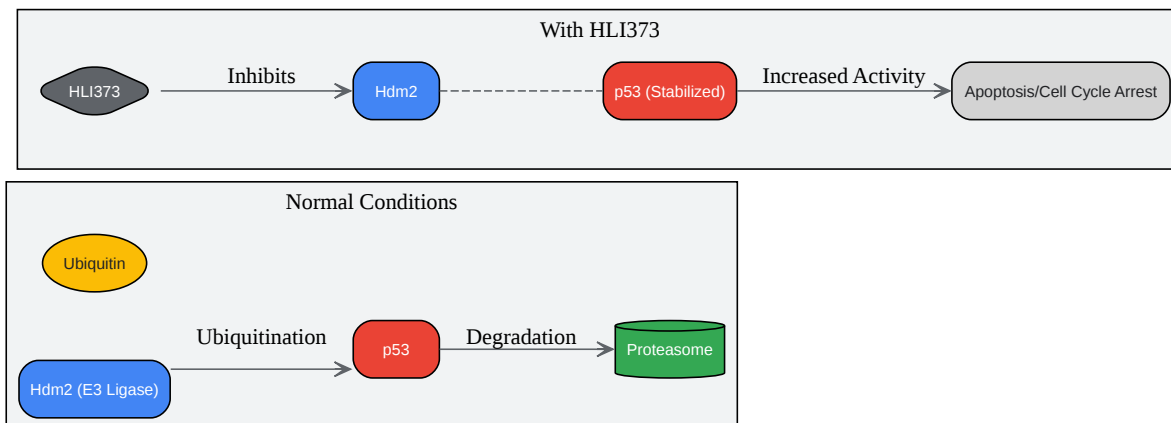 With HLI373
HLI373
Inhibits
Hdm2
p53 (Stabilized)
Increased Activity
Apoptosis/Cell Cycle Arrest
Normal Conditions
Ubiquitin
Hdm2 (E3 Ligase)
Ubiquitination
p53
Degradation
Proteasome